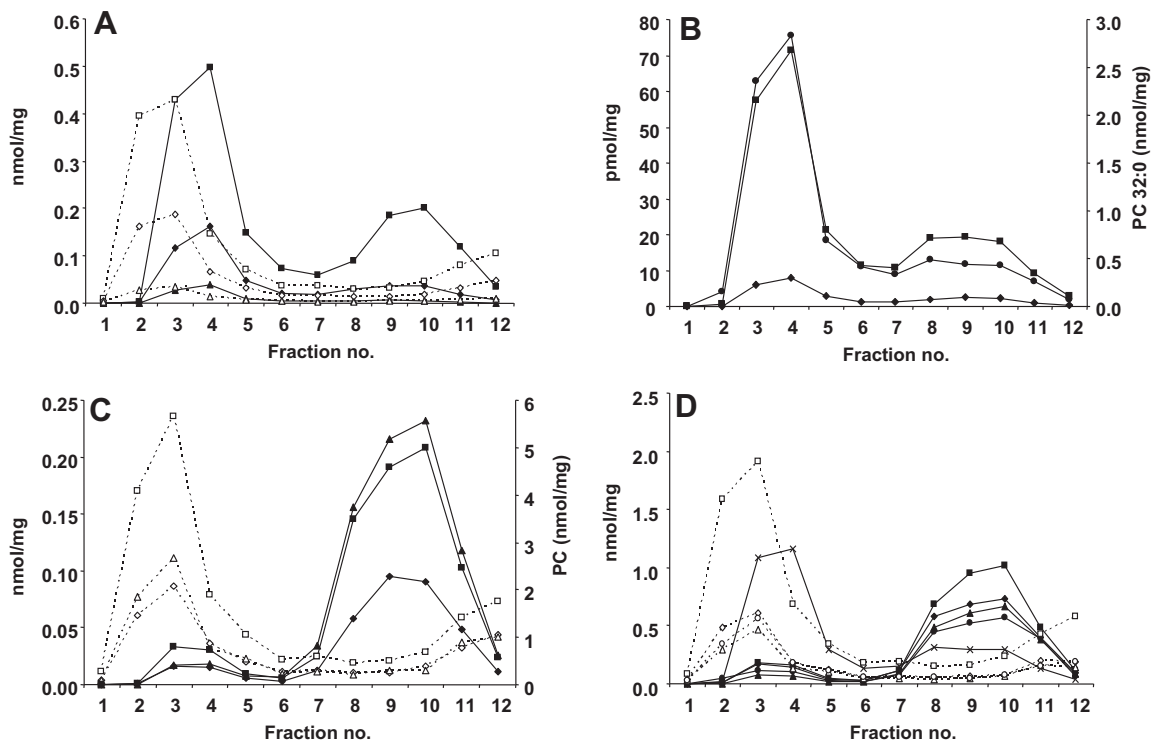 A
nmol/mg
0.6
0.5
0.4
0.3
0.2
0.1
0.0
1 2 3 4 5 6 7 8 9 10 11 12
Fraction no.
B
pmol/mg
80
70
60
50
40
30
20
10
0
PC 32:0 (nmol/mg)
3.0
2.5
2.0
1.5
1.0
0.5
0.0
1 2 3 4 5 6 7 8 9 10 11 12
Fraction no.
C
nmol/mg
0.25
0.20
0.15
0.10
0.05
0.00
PC (nmol/mg)
6
5
4
3
2
1
0
1 2 3 4 5 6 7 8 9 10 11 12
Fraction no.
D
nmol/mg
2.5
2.0
1.5
1.0
0.5
0.0
1 2 3 4 5 6 7 8 9 10 11 12
Fraction no.